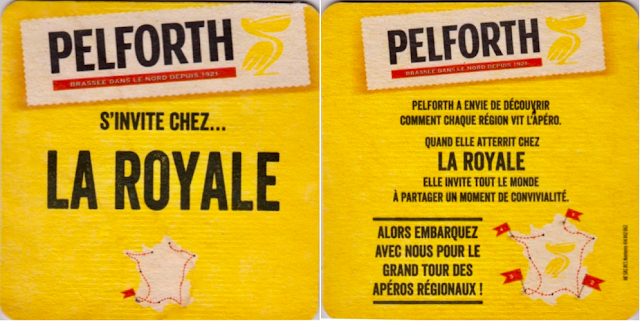 PELFORTH
BRASSÉE DANS LE NORD DEPUIS 1921.
S'INVITE CHEZ...
LA ROYALE
PELFORTH
BRASSÉE DANS LE NORD DEPUIS 1921.
PELFORTH A ENVIE DE DÉCOUVRIR
COMMENT CHAQUE RÉGION VIT L'APÉRO.
QUAND ELLE ATTERRIT CHEZ
LA ROYALE
ELLE INVITE TOUT LE MONDE
À PARTAGER UN MOMENT DE CONVIVIALITÉ.
ALORS EMBARQUEZ
AVEC NOUS POUR LE
GRAND TOUR DES
APÉROS RÉGIONAUX !